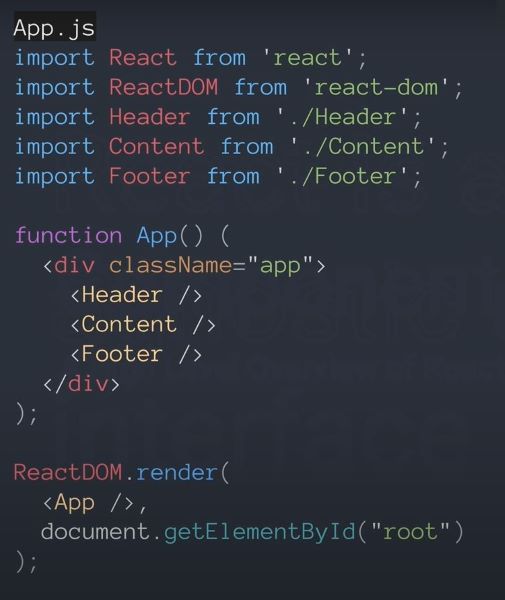 App.js
import React from 'react';
import ReactDOM from 'react-dom';
import Header from './Header';
import Content from './Content';
import Footer from './Footer';
function App() (
<div className="app">
<Header />
<Content />
<Footer />
</div>
);
ReactDOM.render(
<App />,
document.getElementById("root")
);